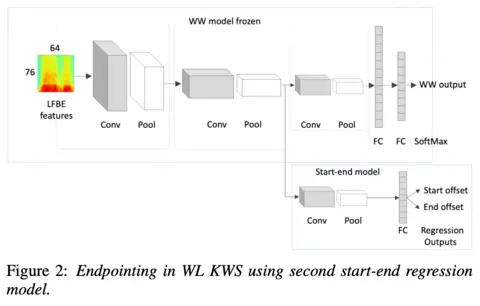 WW model frozen
64
76
LFBE
features
Conv Pool
Conv Pool
Conv Pool
FC FC SoftMax
WW output
Start-end model
Conv Pool
FC
Start offset
End offset
Regression
Outputs
Figure 2: Endpointing in WL KWS using second start-end regression
model.